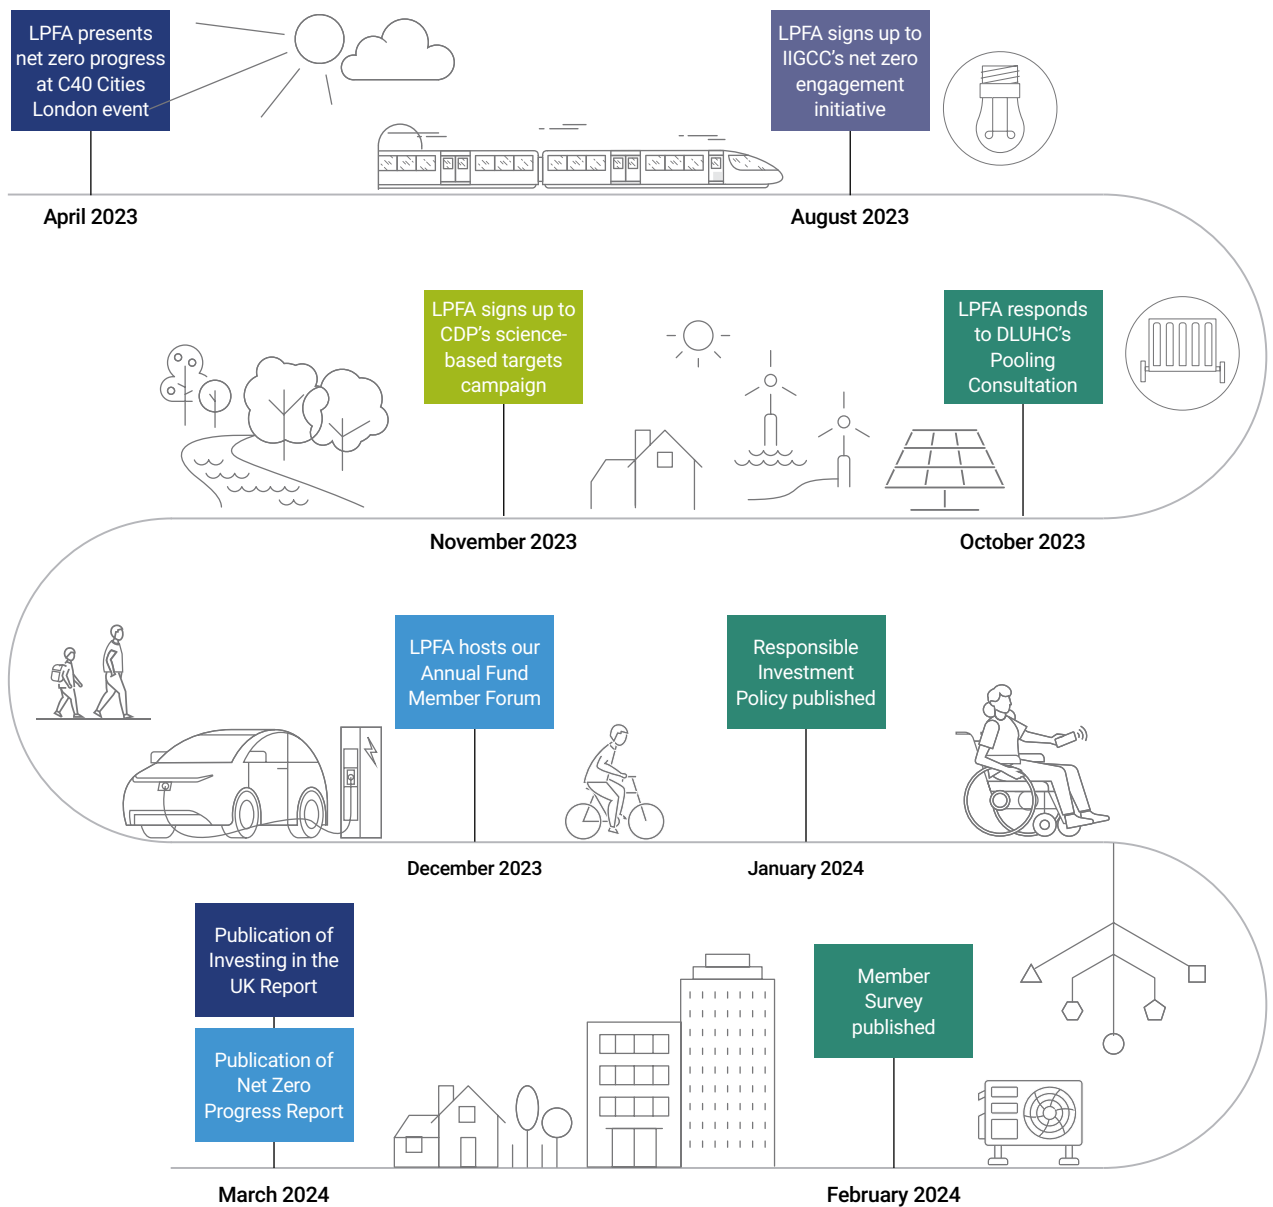 LPFA presents
net zero progress
at C40 Cities
London event
April 2023
LPFA signs up to
IIGCC’s net zero
engagement
initiative
August 2023
LPFA responds
to DLUHC’s
Pooling
Consultation
October 2023
LPFA signs up to
CDP’s science-
based targets
campaign
November 2023
LPFA hosts our
Annual Fund
Member Forum
December 2023
Responsible
Investment
Policy published
January 2024
Member
Survey
published
February 2024
Publication of
Investing in the
UK Report
Publication of
Net Zero
Progress Report
March 2024